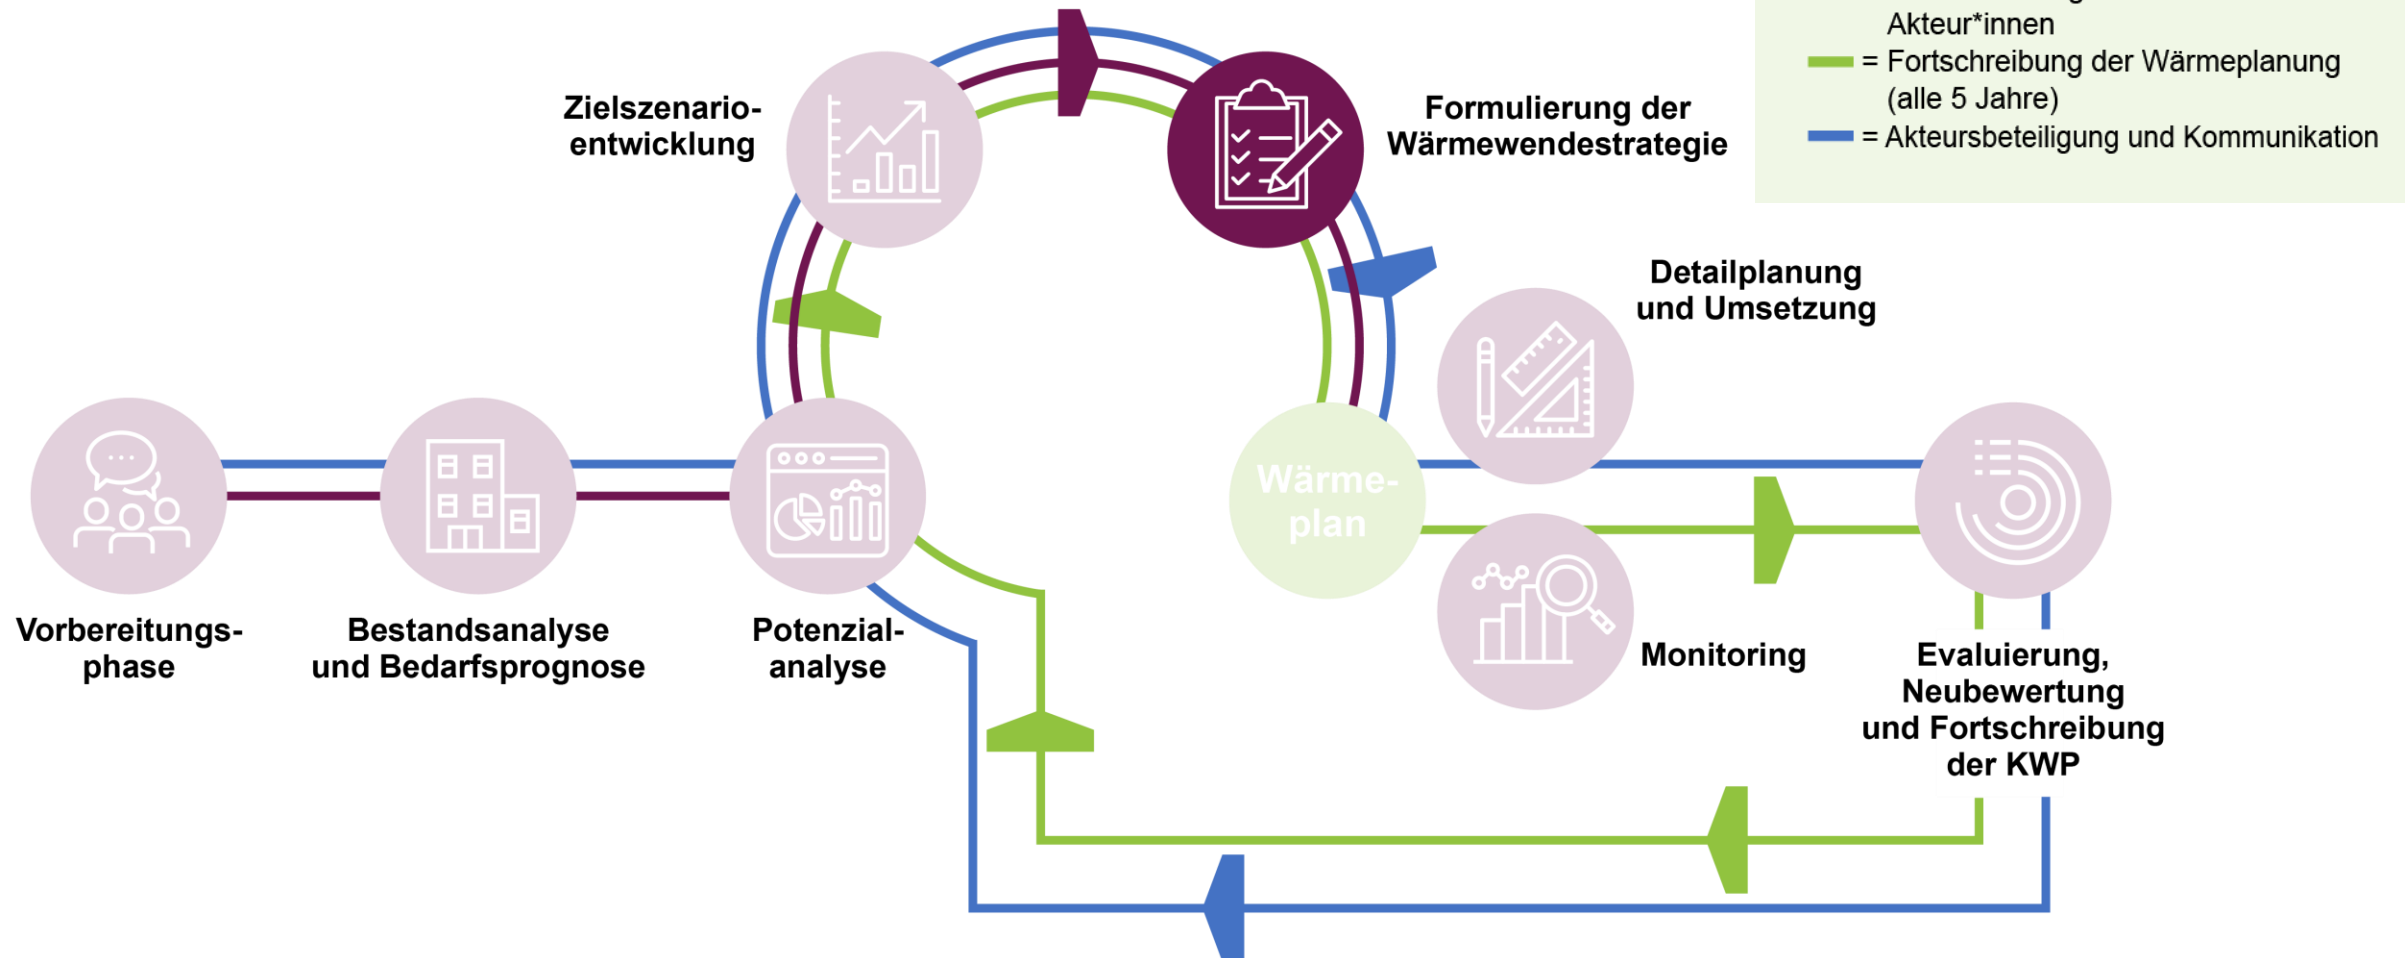 Akteur*innen
= Fortschreibung der Wärmeplanung
(alle 5 Jahre)
= Akteursbeteiligung und Kommunikation
Zielszenario-
entwicklung
Formulierung der
Wärmewendestrategie
Detailplanung
und Umsetzung
Wärme-
plan
Vorbereitungs-
phase
Bestandsanalyse
und Bedarfsprognose
Potenzial-
analyse
Monitoring
Evaluierung,
Neubewertung
und Fortschreibung
der KWP